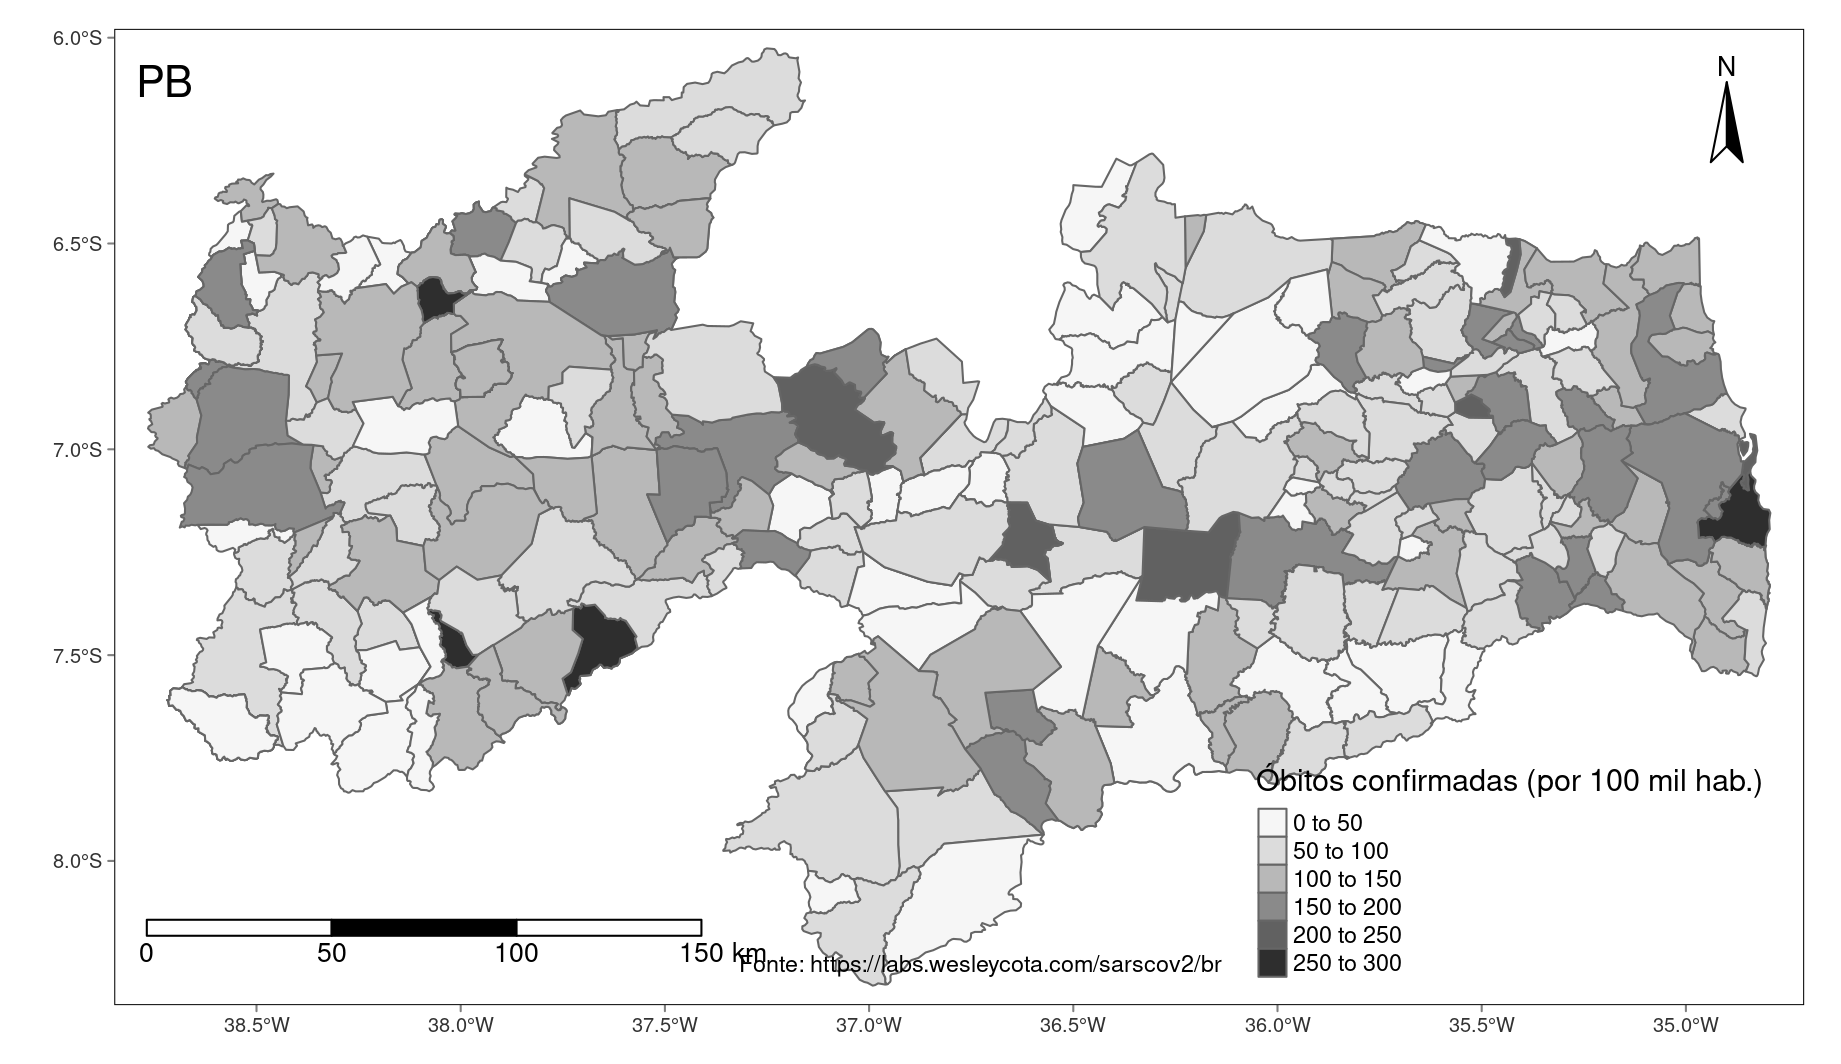 6.0°S
PB
N
6.5°S
7.0°S
7.5°S
8.0°S
Óbitos confirmadas (por 100 mil hab.)
0 to 50
50 to 100
100 to 150
150 to 200
200 to 250
250 to 300
0 50 100 150 km
Fonte: https://labs.wesleycota.com/sarscov2/br
38.5°W 38.0°W 37.5°W 37.0°W 36.5°W 36.0°W 35.5°W 35.0°W